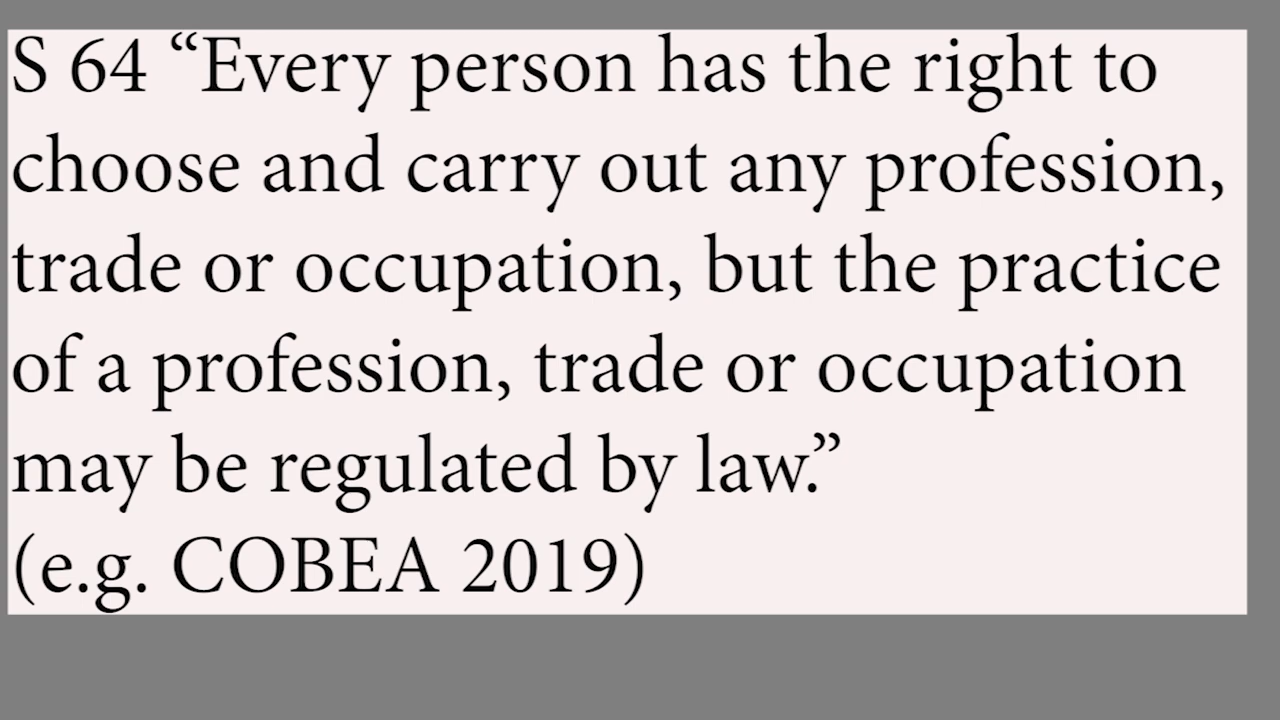 S 64 “Every person has the right to
choose and carry out any profession,
trade or occupation, but the practice
of a profession, trade or occupation
may be regulated by law.”
(e.g. COBEA 2019)